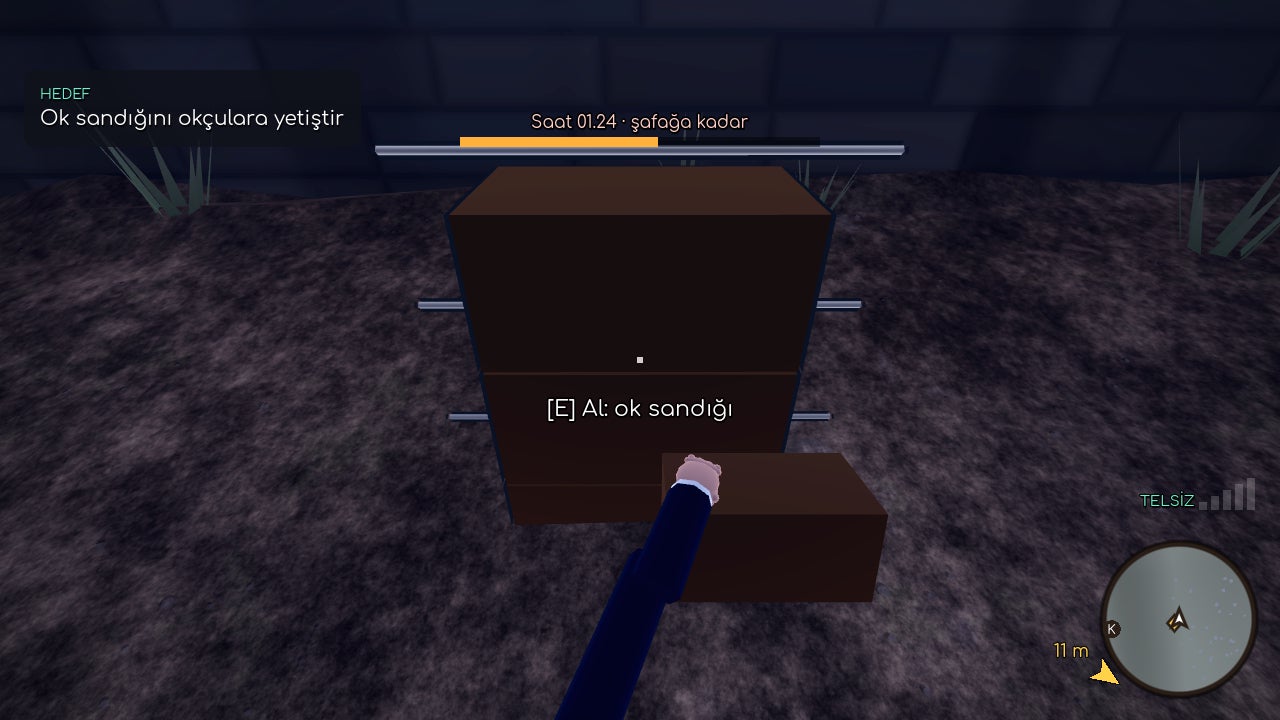 HEDEF
Ok sandığını okçulara yetiştir
Saat 01.24 · şafağa kadar
[E] Al: ok sandığı
TELSİZ
K
11 m